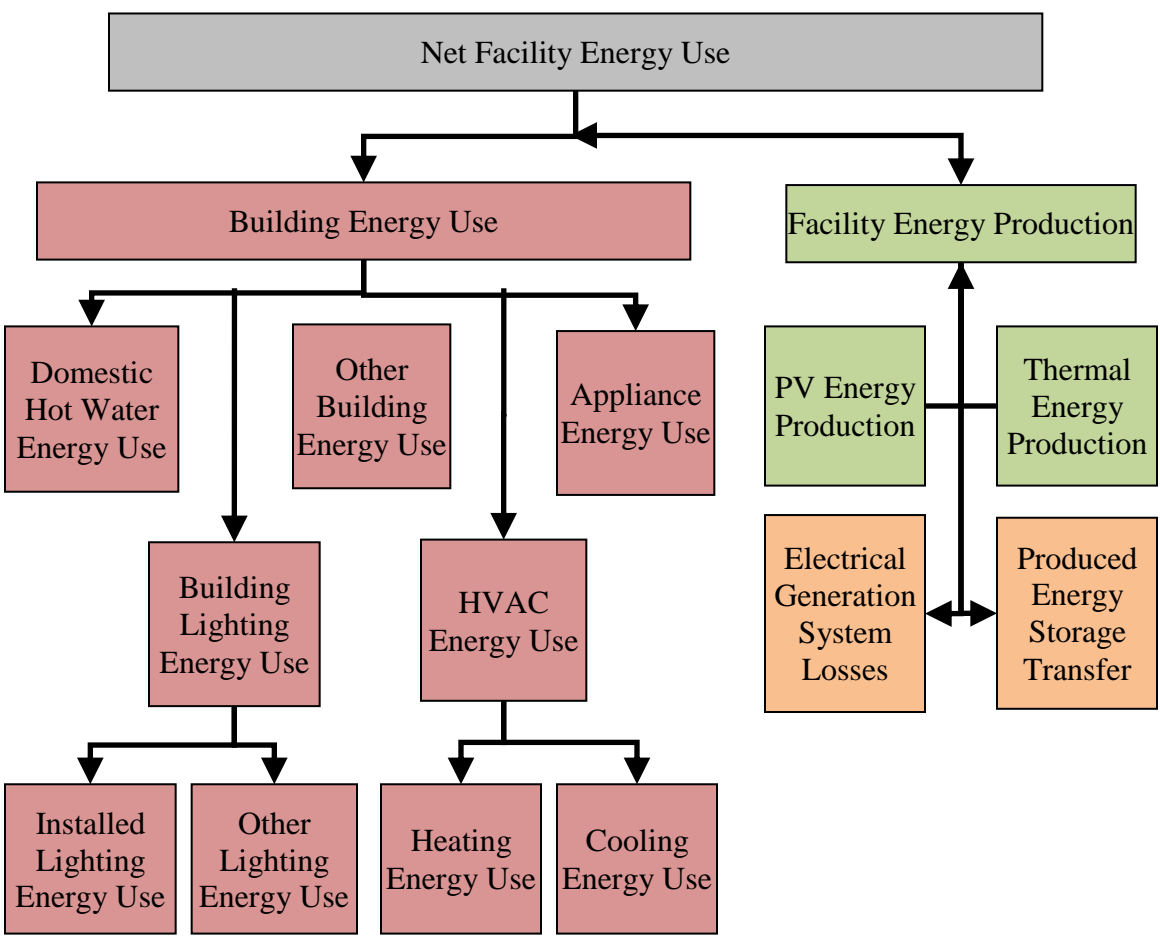 Net Facility Energy Use
Building Energy Use
Facility Energy Production
Domestic
Hot Water
Energy Use
Other
Building
Energy Use
Appliance
Energy Use
PV Energy
Production
Thermal
Energy
Production
Building
Lighting
Energy Use
HVAC
Energy Use
Electrical
Generation
System
Losses
Produced
Energy
Storage
Transfer
Installed
Lighting
Energy Use
Other
Lighting
Energy Use
Heating
Energy Use
Cooling
Energy Use